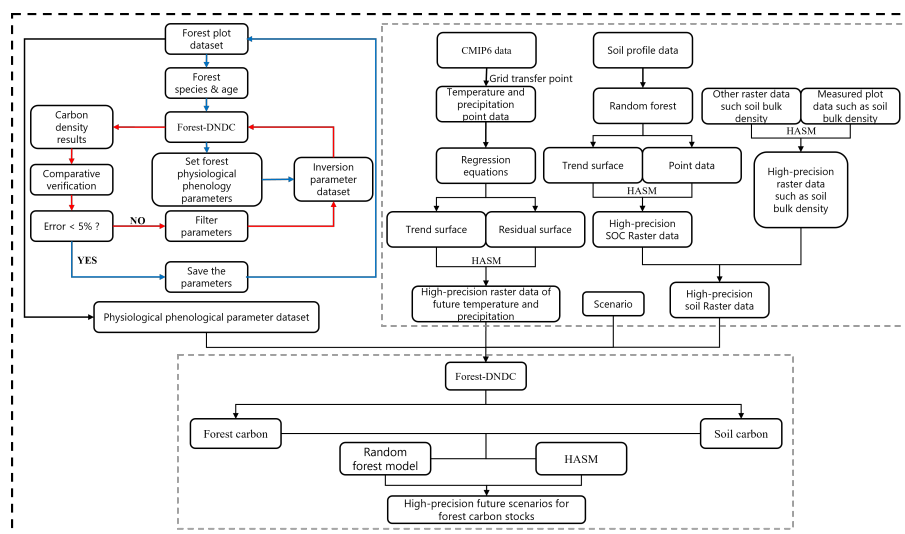 Forest plot
dataset
Forest
species & age
Forest-DNDC
Set forest
physiological
phenology
parameters
Carbon
density
results
Comparative
verification
Error < 5% ?
NO
YES
Filter
parameters
Inversion
parameter
dataset
Save the
parameters
Physiological phenological parameter dataset
CMIP6 data
Grid transfer point
Temperature and
precipitation
point data
Regression
equations
Trend surface
Residual surface
HASM
High-precision raster data of
future temperature and
precipitation
Soil profile data
Random forest
Trend surface
Point data
HASM
High-precision
SOC Raster data
Other raster data
such soil bulk
density
Measured plot
data such as soil
bulk density
HASM
High-precision
raster data
such as soil
bulk density
Scenario
High-precision
soil Raster data
Forest-DNDC
Forest carbon
Soil carbon
Random
forest model
HASM
High-precision future scenarios for
forest carbon stocks